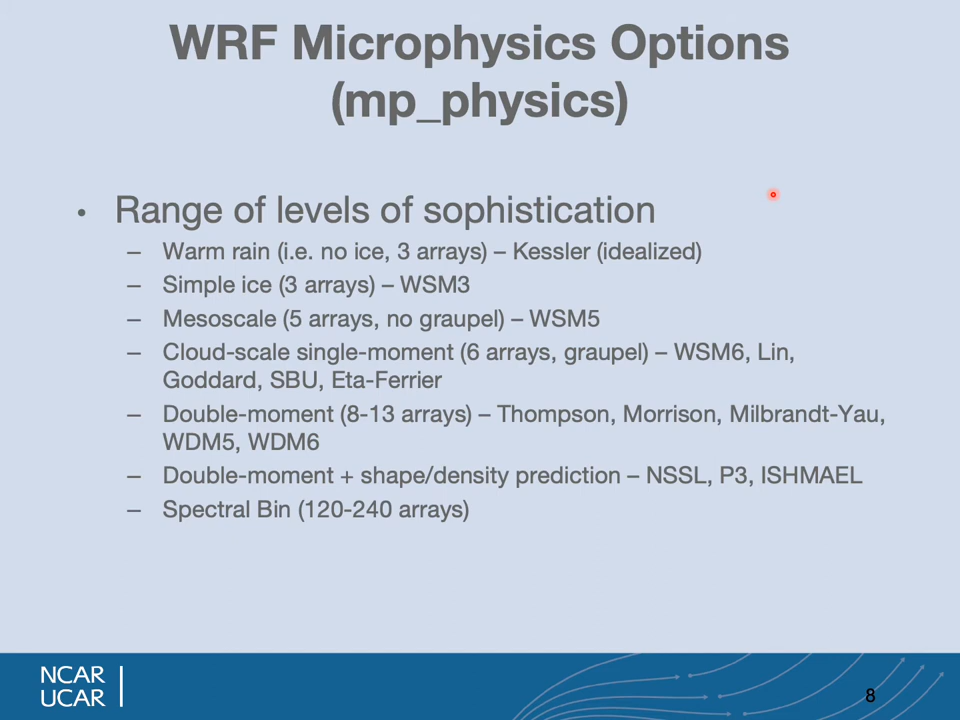 WRF Microphysics Options
(mp_physics)
• Range of levels of sophistication
– Warm rain (i.e. no ice, 3 arrays) – Kessler (idealized)
– Simple ice (3 arrays) – WSM3
– Mesoscale (5 arrays, no graupel) – WSM5
– Cloud-scale single-moment (6 arrays, graupel) – WSM6, Lin,
Goddard, SBU, Eta-Ferrier
– Double-moment (8-13 arrays) – Thompson, Morrison, Milbrandt-Yau,
WDM5, WDM6
– Double-moment + shape/density prediction – NSSL, P3, ISHMAEL
– Spectral Bin (120-240 arrays)
NCAR
UCAR
8